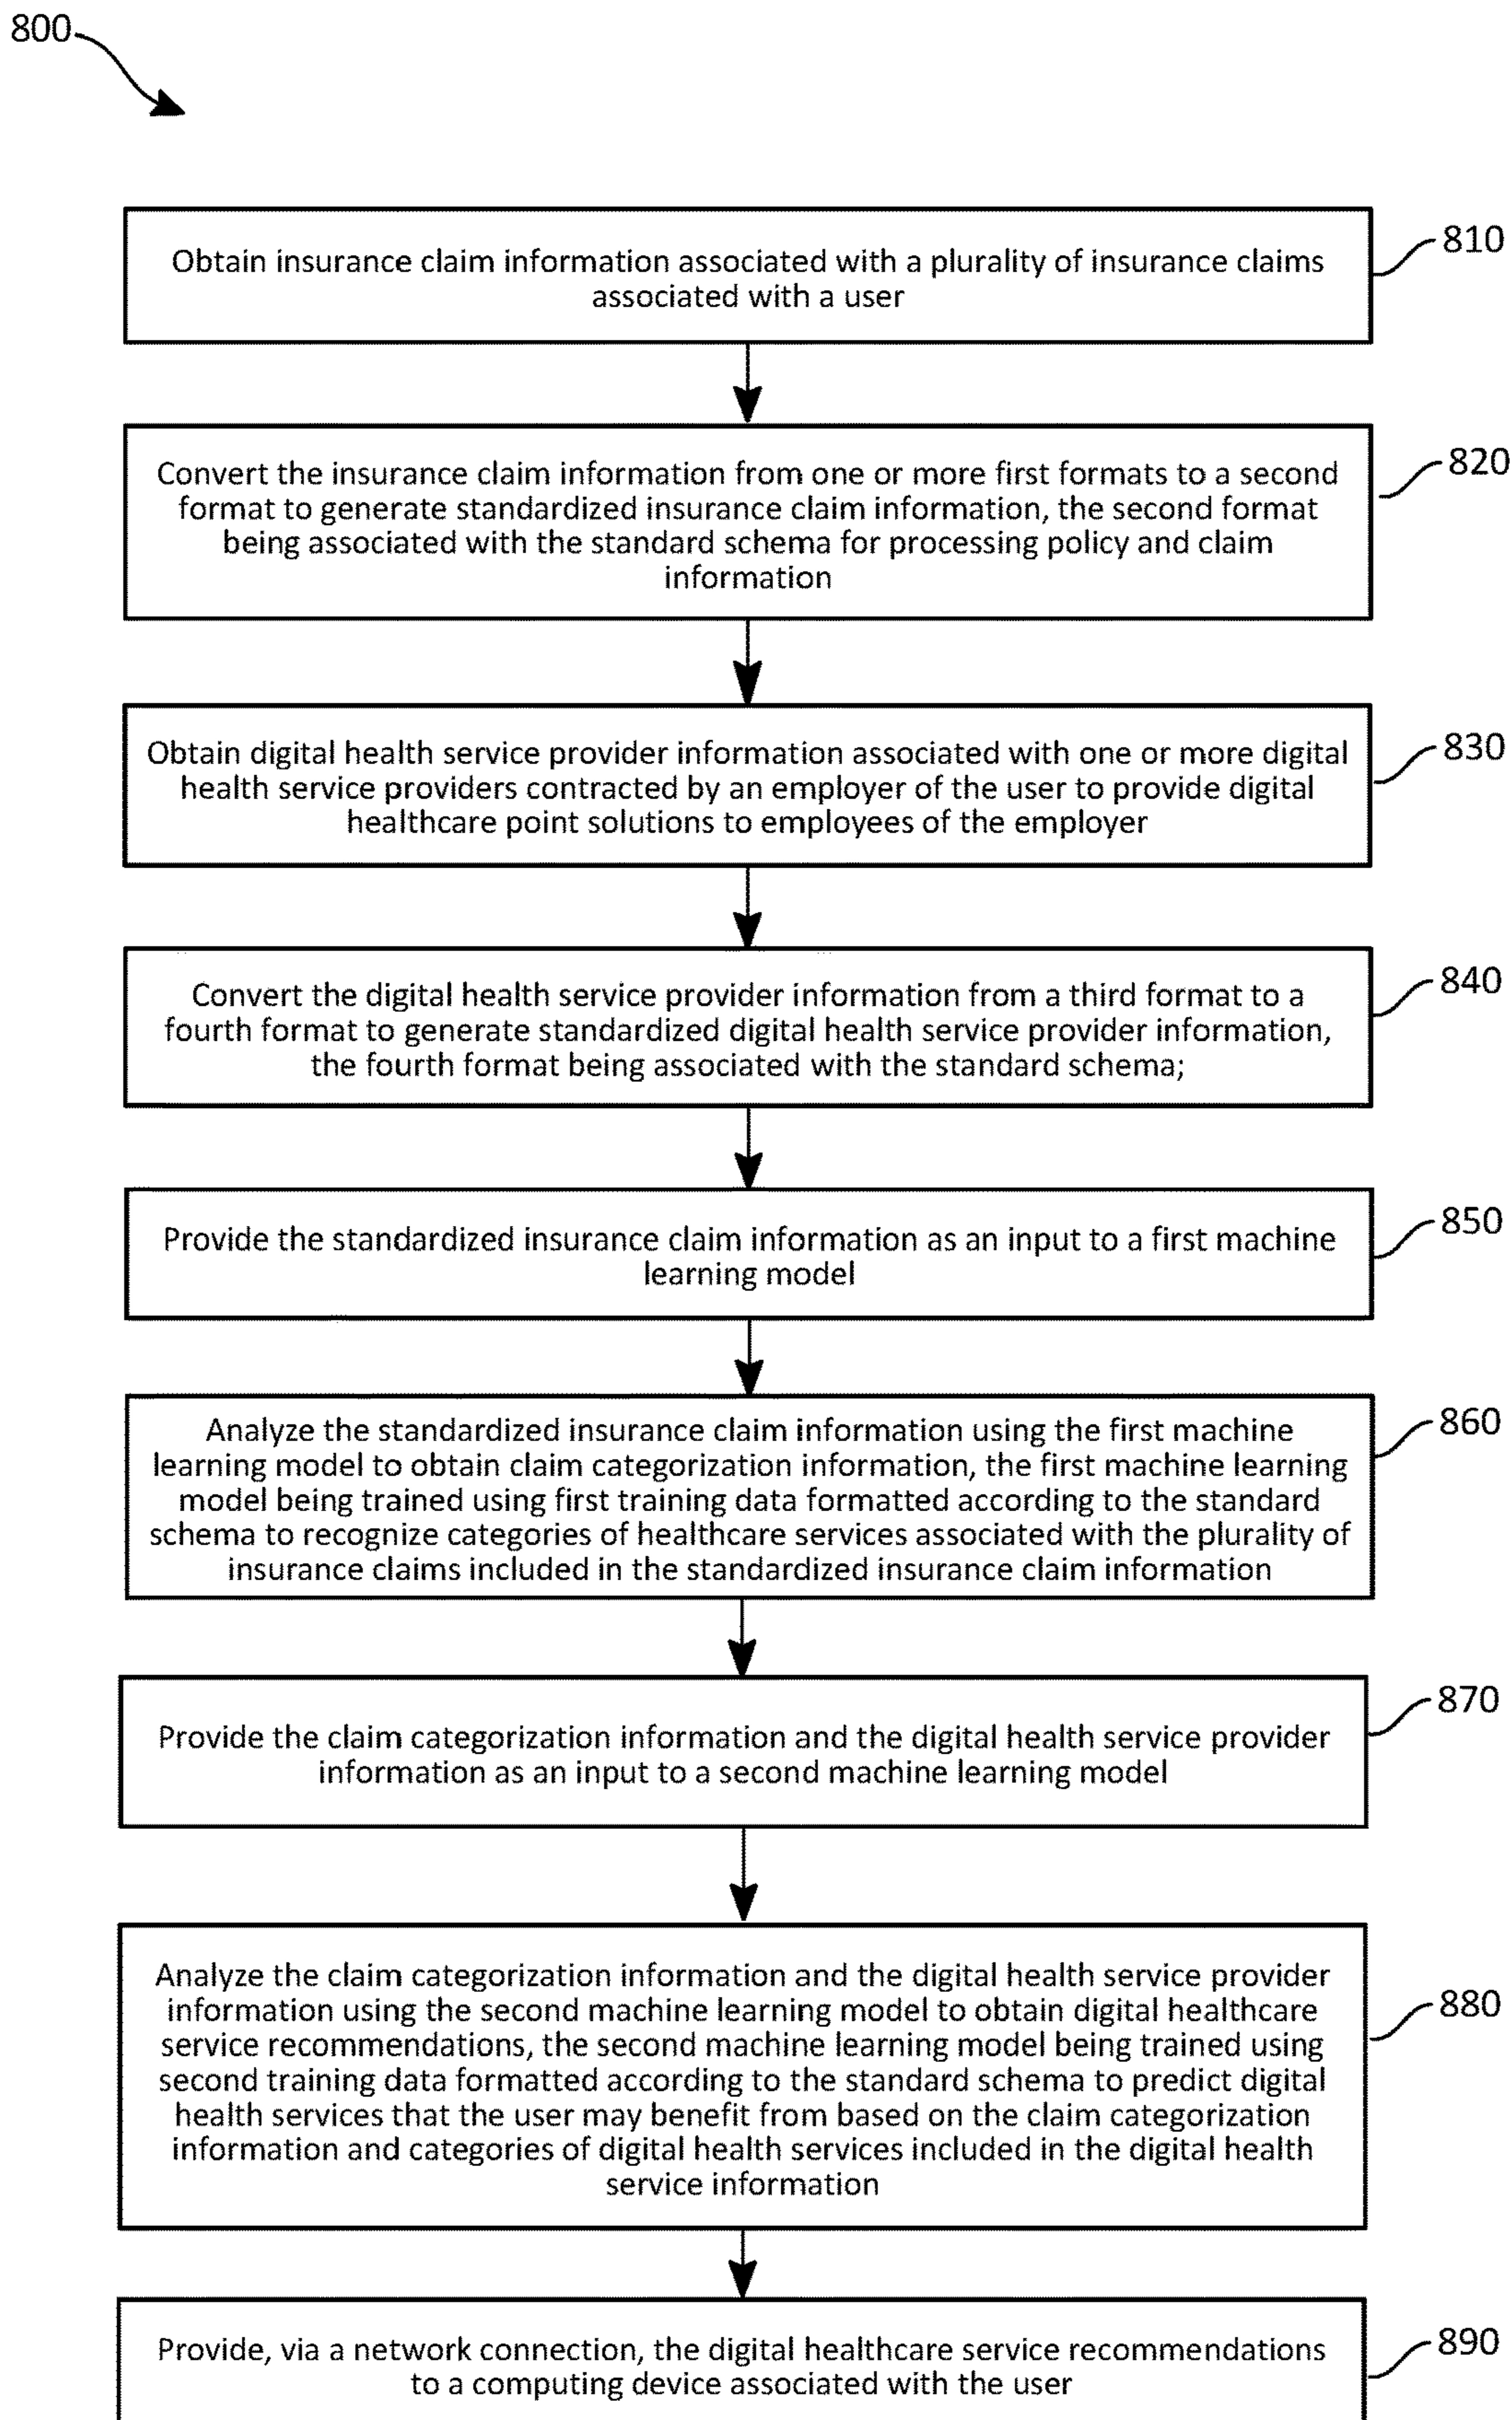 800
Obtain insurance claim information associated with a plurality of insurance claims
associated with a user
810
Convert the insurance claim information from one or more first formats to a second
format to generate standardized insurance claim information, the second format
being associated with the standard schema for processing policy and claim
information
820
Obtain digital health service provider information associated with one or more digital
health service providers contracted by an employer of the user to provide digital
healthcare point solutions to employees of the employer
830
Convert the digital health service provider information from a third format to a
fourth format to generate standardized digital health service provider information,
the fourth format being associated with the standard schema;
840
Provide the standardized insurance claim information as an input to a first machine
learning model
850
Analyze the standardized insurance claim information using the first machine
learning model to obtain claim categorization information, the first machine learning
model being trained using first training data formatted according to the standard
schema to recognize categories of healthcare services associated with the plurality of
insurance claims included in the standardized insurance claim information
860
Provide the claim categorization information and the digital health service provider
information as an input to a second machine learning model
870
Analyze the claim categorization information and the digital health service provider
information using the second machine learning model to obtain digital healthcare
service recommendations, the second machine learning model being trained using
second training data formatted according to the standard schema to predict digital
health services that the user may benefit from based on the claim categorization
information and categories of digital health services included in the digital health
service information
880
Provide, via a network connection, the digital healthcare service recommendations
to a computing device associated with the user
890